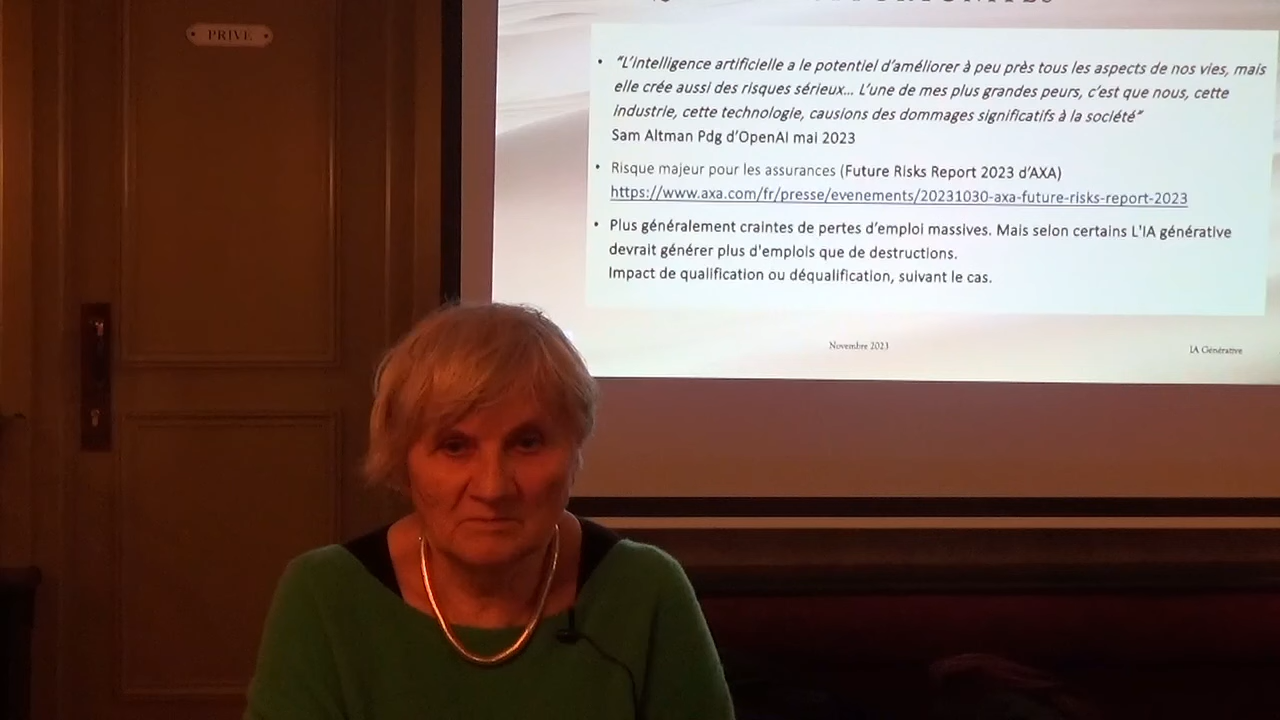 PRIVE
“L’intelligence artificielle a le potentiel d’améliorer à peu près tous les aspects de nos vies, mais
elle crée aussi des risques sérieux… L’une de mes plus grandes peurs, c’est que nous, cette
industrie, cette technologie, causions des dommages significatifs à la société”
Sam Altman Pdg d’OpenAI mai 2023
Risque majeur pour les assurances (Future Risks Report 2023 d’AXA)
https://www.axa.com/fr/presse/evenements/20231030-axa-future-risks-report-2023
Plus généralement craintes de pertes d’emploi massives. Mais selon certains L'IA générative
devrait générer plus d'emplois que de destructions.
Impact de qualification ou déqualification, suivant le cas.
Novembre 2023
IA Générative